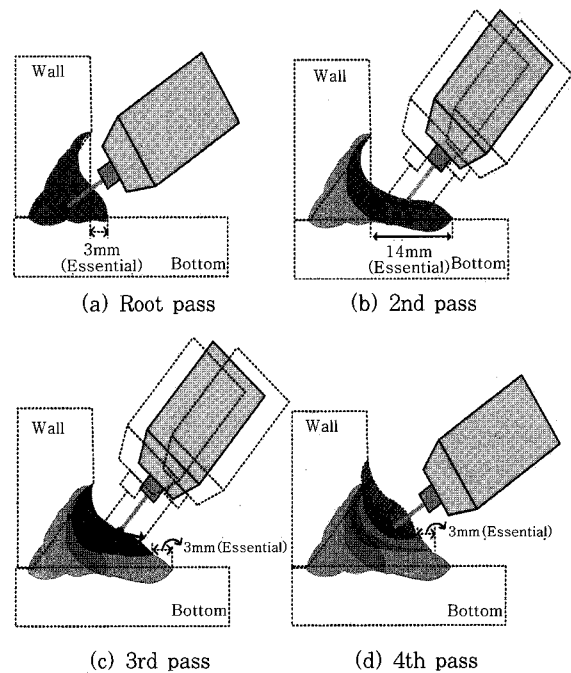 Wall
3mm
(Essential)
Bottom
(a) Root pass
Wall
14mm
(Essential)
Bottom
(b) 2nd pass
Wall
3mm(Essential)
Bottom
(c) 3rd pass
Wall
3mm(Essential)
Bottom
(d) 4th pass